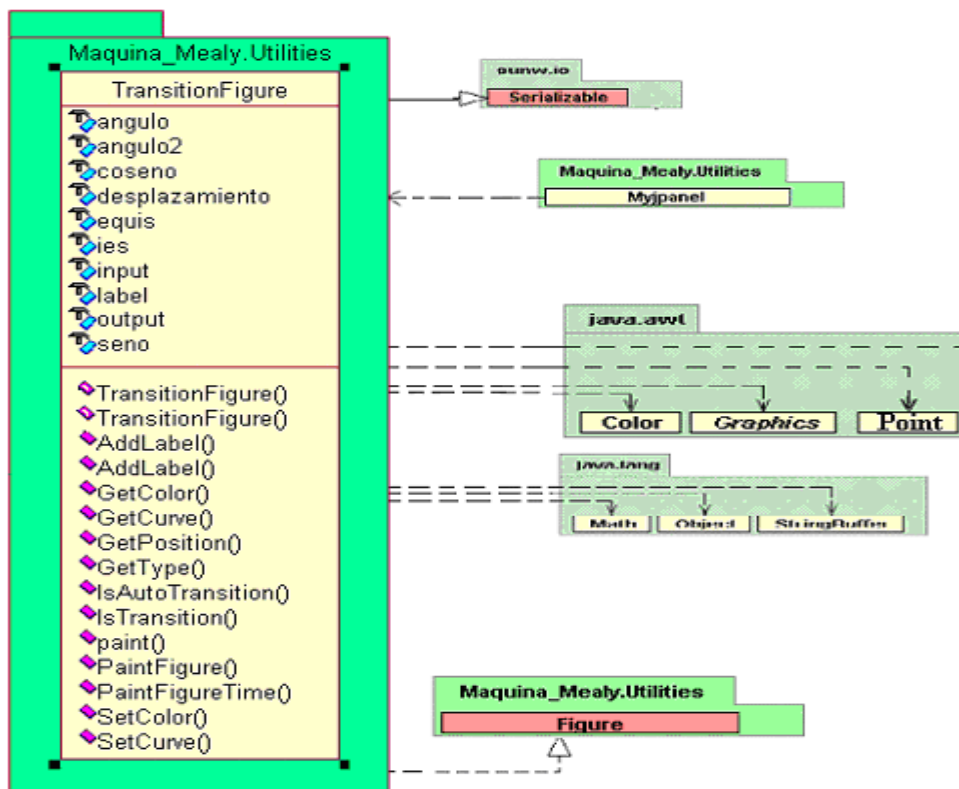 Maquina_Mealy.Utilities
TransitionFigure
angulo
angulo2
coseno
desplazamiento
equis
ies
input
label
output
seno
TransitionFigure()
TransitionFigure()
AddLabel()
AddLabel()
GetColor()
GetCurve()
GetPosition()
GetType()
IsAutoTransition()
IsTransition()
paint()
PaintFigure()
PaintFigureTime()
SetColor()
SetCurve()
Serializable
Maquina_Mealy.Utilities
Myjpanel
java.awt
Color
Graphics
Point
java.lang
Math
Object
StringBuffer
Maquina_Mealy.Utilities
Figure